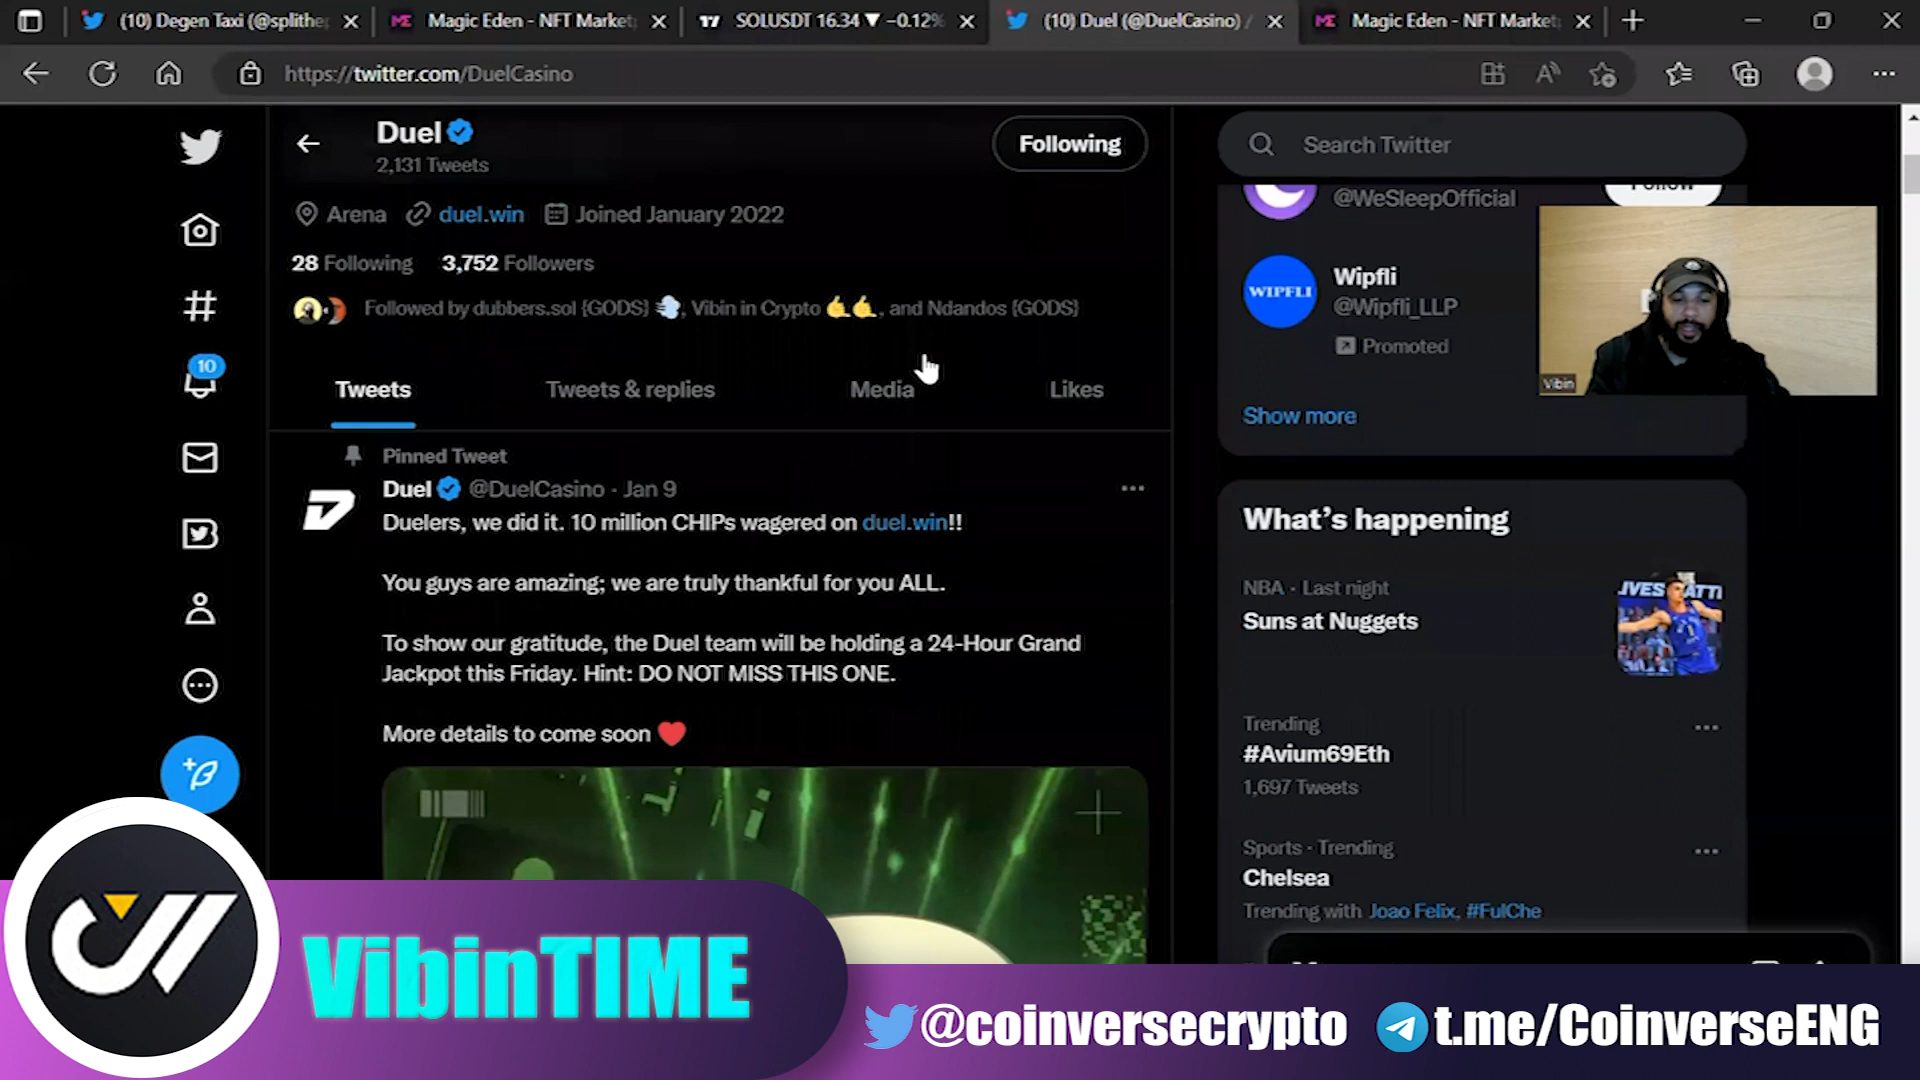 (10) Degen Taxi (@splithep
Magic Eden - NFT Market
SOLUSDT 16.34 ▼ −0.12%
(10) Duel (@DuelCasino) /
Magic Eden - NFT Market
https://twitter.com/DuelCasino
Duel
2,131 Tweets
Following
Search Twitter
Arena duel.win Joined January 2022
28 Following 3,752 Followers
Followed by dubbers.sol {GODS} 💨, Vibin in Crypto 🤙🤙, and Ndandos {GODS}
Tweets
Tweets & replies
Media
Likes
10
Pinned Tweet
Duel @DuelCasino · Jan 9
Duelers, we did it. 10 million CHIPs wagered on duel.win!!
You guys are amazing; we are truly thankful for you ALL.
To show our gratitude, the Duel team will be holding a 24-Hour Grand
Jackpot this Friday. Hint: DO NOT MISS THIS ONE.
More details to come soon ❤️
@WeSleepOfficial
Follow
WIPFLI
Wipfli
@Wipfli_LLP
Promoted
Show more
Vibin
What's happening
NBA · Last night
Suns at Nuggets
Trending
#Avium69Eth
1,697 Tweets
Sports · Trending
Chelsea
Trending with Joao Felix, #FulChe
VibinTIME
@coinversecrypto
t.me/CoinverseENG